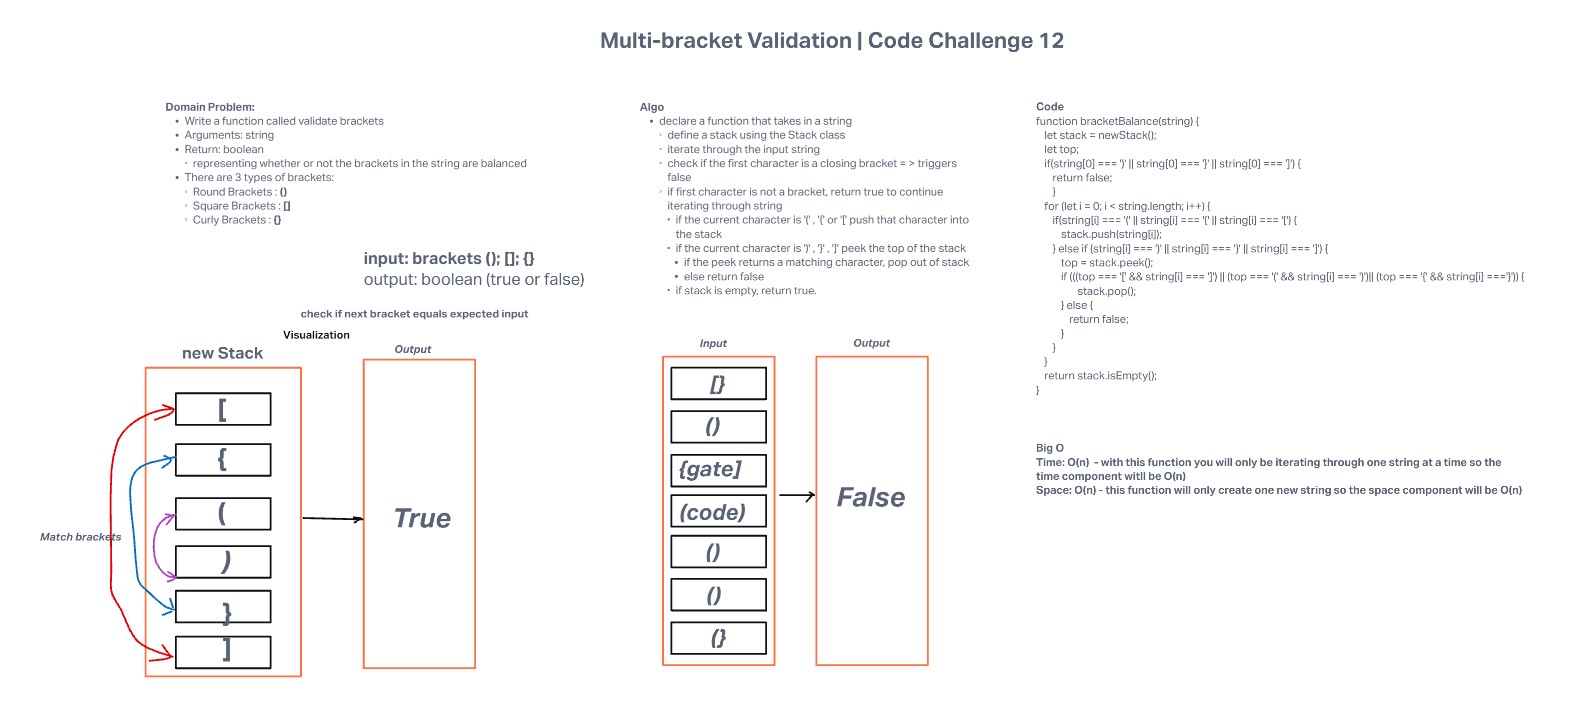 Multi-bracket Validation | Code Challenge 12
Domain Problem:
• Write a function called validate brackets
• Arguments: string
• Return: boolean
◦ representing whether or not the brackets in the string are balanced
• There are 3 types of brackets:
◦ Round Brackets : ()
◦ Square Brackets : []
◦ Curly Brackets : {}
input: brackets (); []; {}
output: boolean (true or false)
check if next bracket equals expected input
Visualization
new Stack
Output
[
{
(
)
}
]
Match brackets
True
Algo
• declare a function that takes in a string
◦ define a stack using the Stack class
◦ iterate through the input string
◦ check if the first character is a closing bracket = > triggers
false
◦ if first character is not a bracket, return true to continue
iterating through string
• if the current character is '(' , '{' or '[' push that character into
the stack
• if the current character is ')' , '}' , ']' peek the top of the stack
• if the peek returns a matching character, pop out of stack
• else return false
• if stack is empty, return true.
Input
Output
[}
()
{gate]
(code)
()
()
(}
False
Code
function bracketBalance(string) {
let stack = newStack();
let top;
if(string[0] === ')' || string[0] === '}' || string[0] === ']') {
return false;
}
for (let i = 0; i < string.length; i++) {
if(string[i] === '(' || string[i] === '{' || string[i] === '[') {
stack.push(string[i]);
} else if (string[i] === ')' || string[i] === '}' || string[i] === ']') {
top = stack.peek();
if (((top === '[' && string[i] === ']') || (top === '(' && string[i] === ')')|| (top === '{' && string[i] ==='}')) {
stack.pop();
} else {
return false;
}
}
}
return stack.isEmpty();
}
Big O
Time: O(n) - with this function you will only be iterating through one string at a time so the
time component witll be O(n)
Space: O(n) - this function will only create one new string so the space component will be O(n)